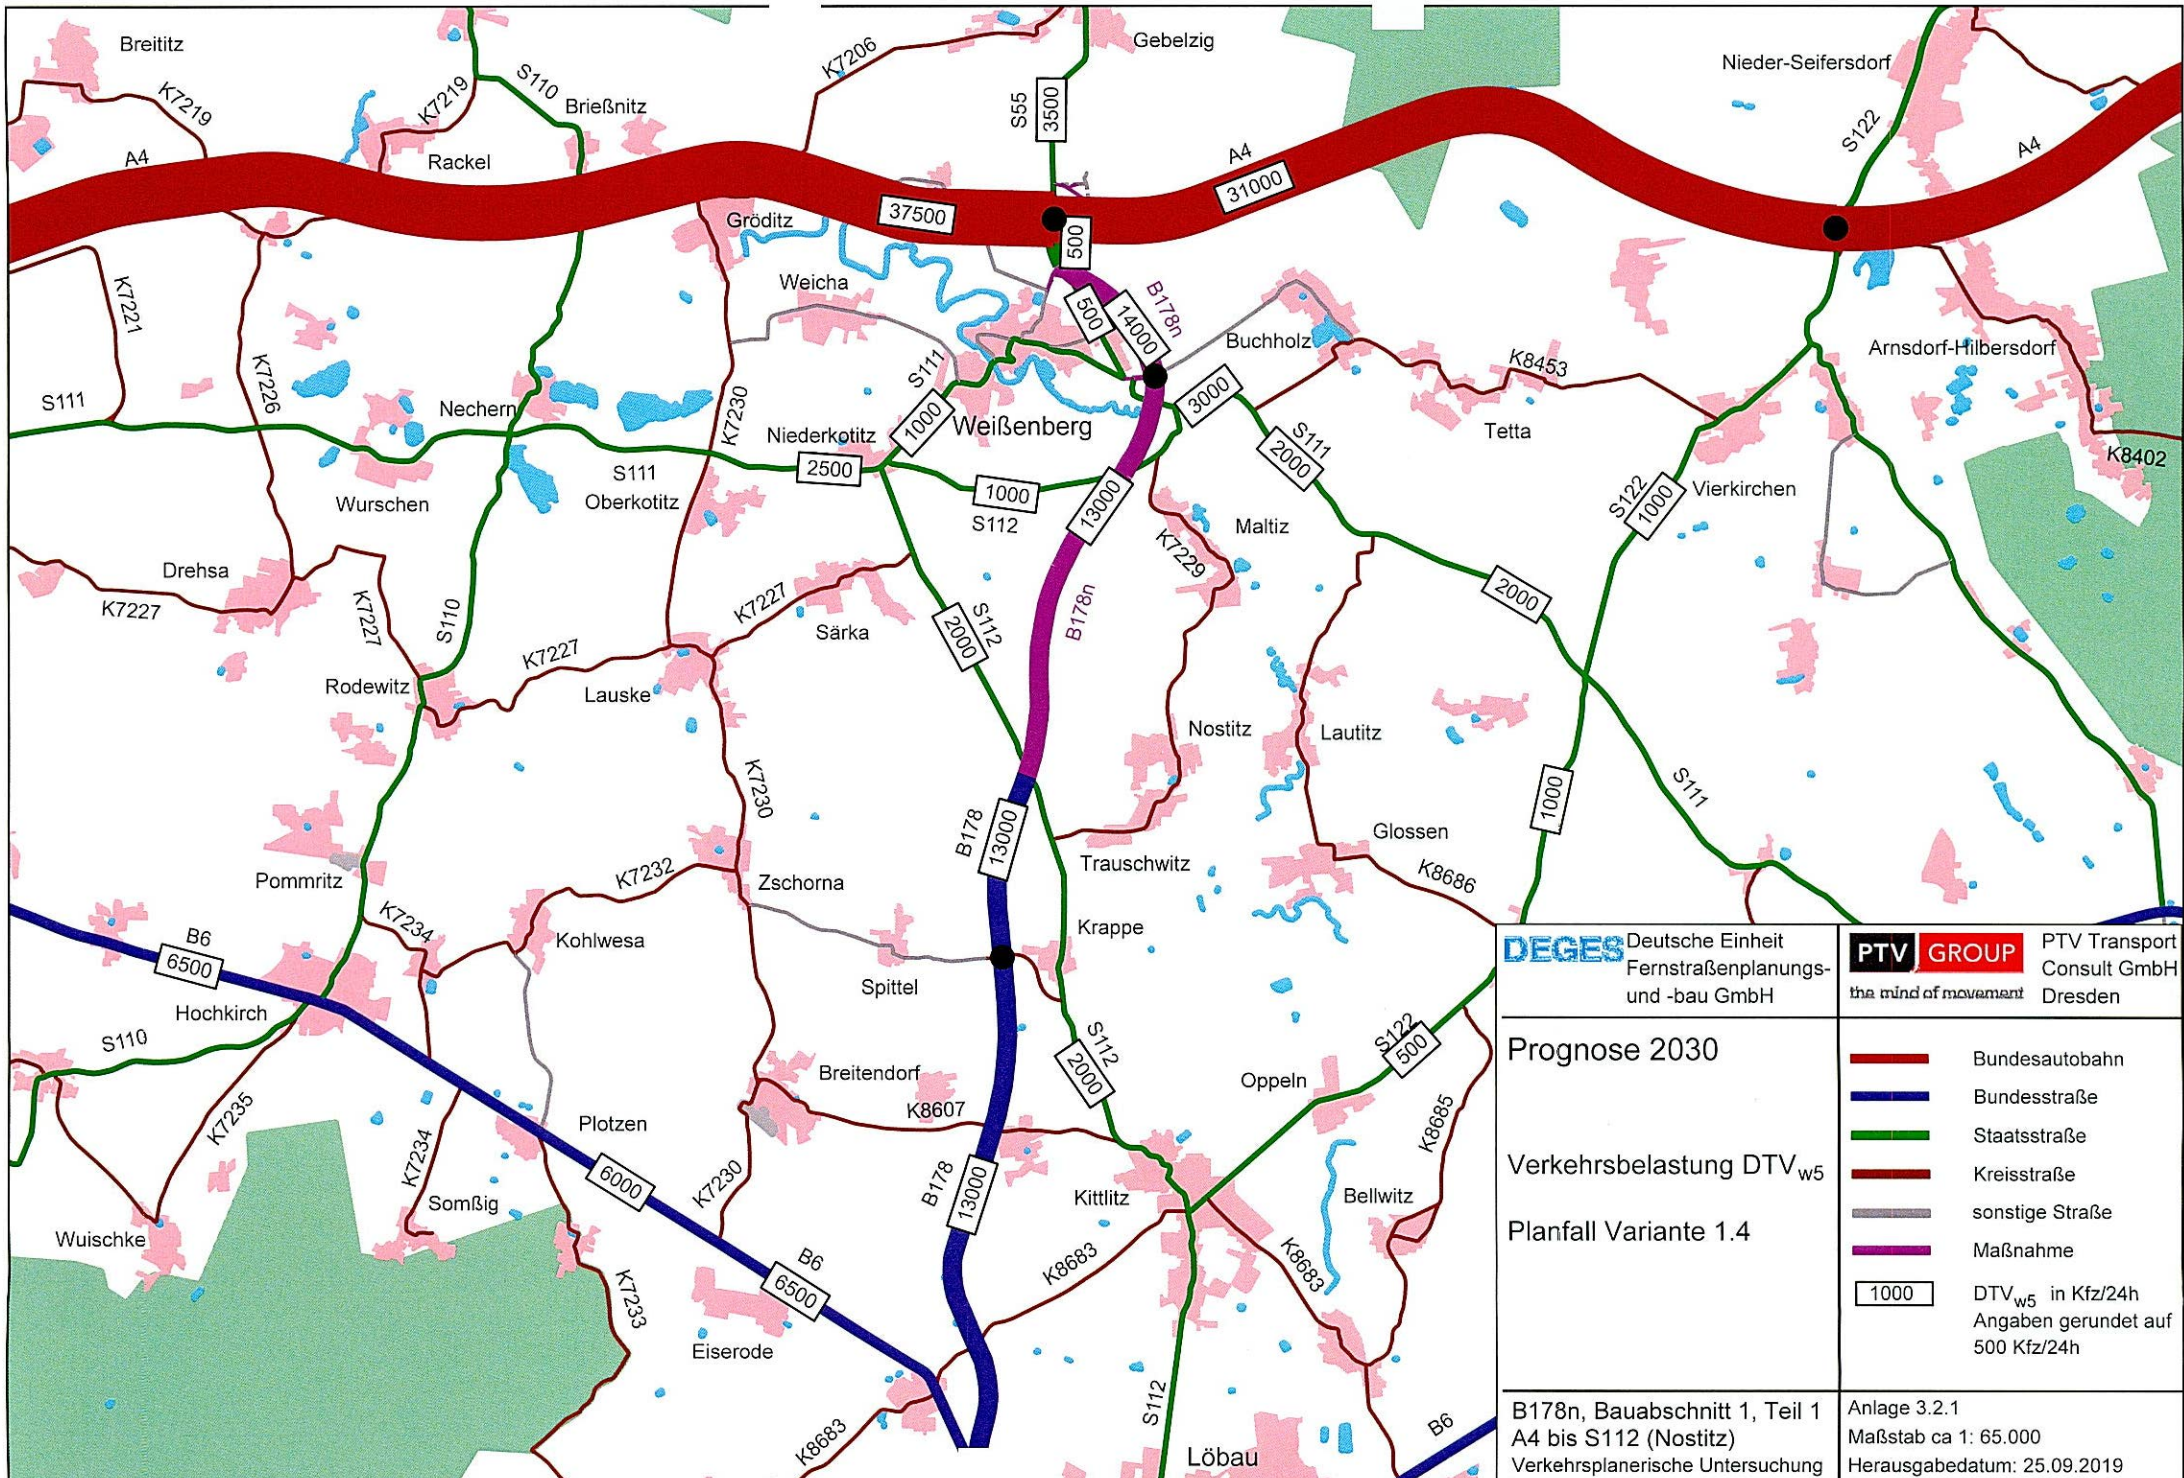 Breititz
K7219
K7219
S110
Brießnitz
Rackel
A4
K7206
S55
3500
Gebelzig
A4
31000
Nieder-Seifersdorf
S122
A4
37500
500
Gröditz
Weicha
K7221
K7226
S111
Nechern
Wurschen
S111
Oberkotitz
K7230
Niederkotitz
2500
S111
1000
Weißenberg
500
14000
B178n
Buchholz
3000
S111
2000
K8453
Tetta
Arnsdorf-Hilbersdorf
K8402
Vierkirchen
S122
1000
1000
S112
13000
Maltiz
K7229
Drehsa
K7227
K7227
S110
K7227
K7227
Särka
S112
2000
B178n
2000
Rodewitz
Lauske
Nostitz
Lautitz
K7230
S111
1000
B178
13000
Glossen
Trauschwitz
K8686
Pommritz
K7232
Zschorna
K7234
Kohlwesa
Krappe
B6
6500
Spittel
Hochkirch
S110
S112
2000
S122
500
Oppeln
Breitendorf
K8607
K8685
K7235
Plotzen
K7234
6000
K7230
B178
13000
Kittlitz
Bellwitz
Somßig
Wuischke
K8683
K8683
B6
6500
K7233
Eiserode
S112
K8683
Löbau
B6
DEGES
Deutsche Einheit
Fernstraßenplanungs-
und -bau GmbH
PTV GROUP
the mind of movement
PTV Transport
Consult GmbH
Dresden
Prognose 2030
Verkehrsbelastung DTVw5
Planfall Variante 1.4
Bundesautobahn
Bundesstraße
Staatsstraße
Kreisstraße
sonstige Straße
Maßnahme
1000
DTVw5 in Kfz/24h
Angaben gerundet auf
500 Kfz/24h
B178n, Bauabschnitt 1, Teil 1
A4 bis S112 (Nostitz)
Verkehrsplanerische Untersuchung
Anlage 3.2.1
Maßstab ca 1: 65.000
Herausgabedatum: 25.09.2019